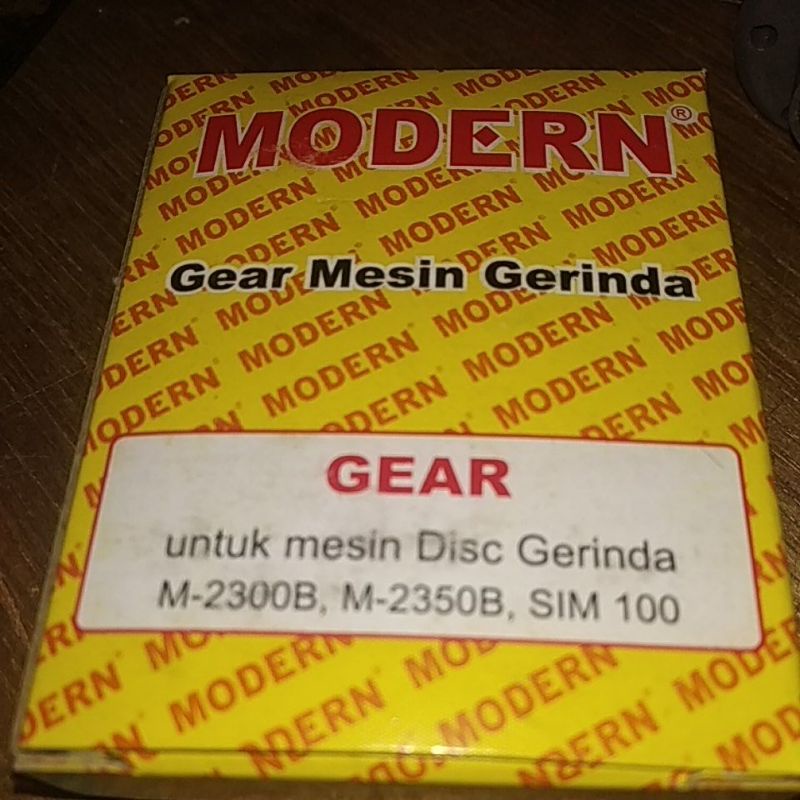 MODERN®
Gear Mesin Gerinda
GEAR
untuk mesin Disc Gerinda
M-2300B, M-2350B, SIM 100